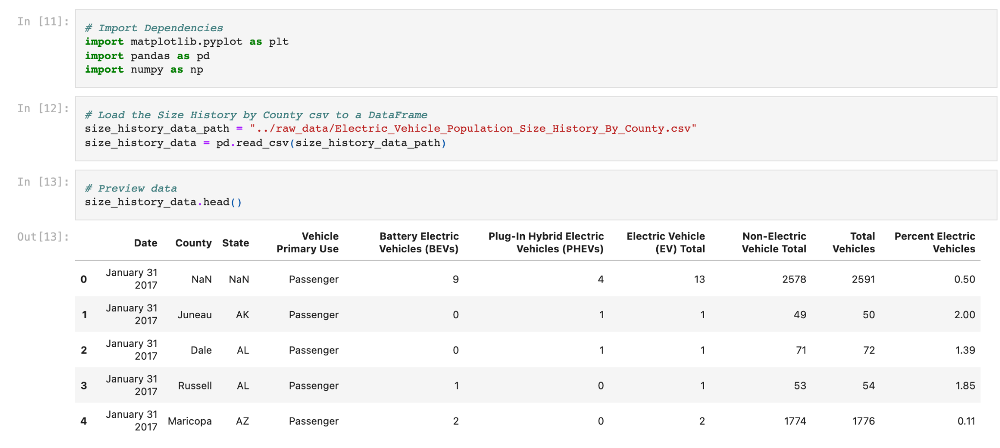 In [11]:
# Import Dependencies
import matplotlib.pyplot as plt
import pandas as pd
import numpy as np
In [12]:
# Load the Size History by County csv to a DataFrame
size_history_data_path = "../raw_data/Electric_Vehicle_Population_Size_History_By_County.csv"
size_history_data = pd.read_csv(size_history_data_path)
In [13]:
# Preview data
size_history_data.head()
Out[13]:
Date County State Vehicle Primary Use Battery Electric Vehicles (BEVs) Plug-In Hybrid Electric Vehicles (PHEVs) Electric Vehicle (EV) Total Non-Electric Vehicle Total Total Vehicles Percent Electric Vehicles
0 January 31 2017 NaN NaN Passenger 9 4 13 2578 2591 0.50
1 January 31 2017 Juneau AK Passenger 0 1 1 49 50 2.00
2 January 31 2017 Dale AL Passenger 0 1 1 71 72 1.39
3 January 31 2017 Russell AL Passenger 1 0 1 53 54 1.85
4 January 31 2017 Maricopa AZ Passenger 2 0 2 1774 1776 0.11